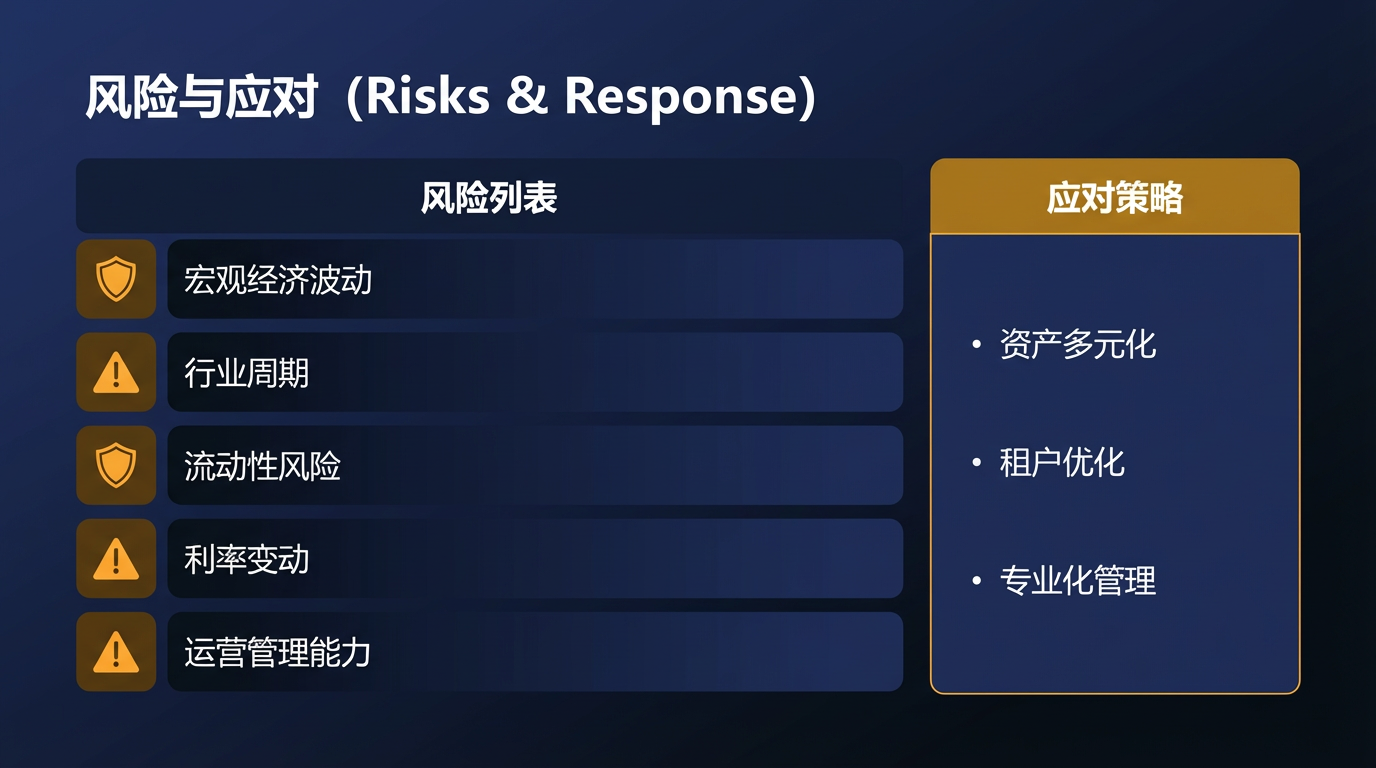 风险与应对（Risks & Response）
风险列表
宏观经济波动
行业周期
流动性风险
利率变动
运营管理能力
应对策略
• 资产多元化
• 租户优化
• 专业化管理